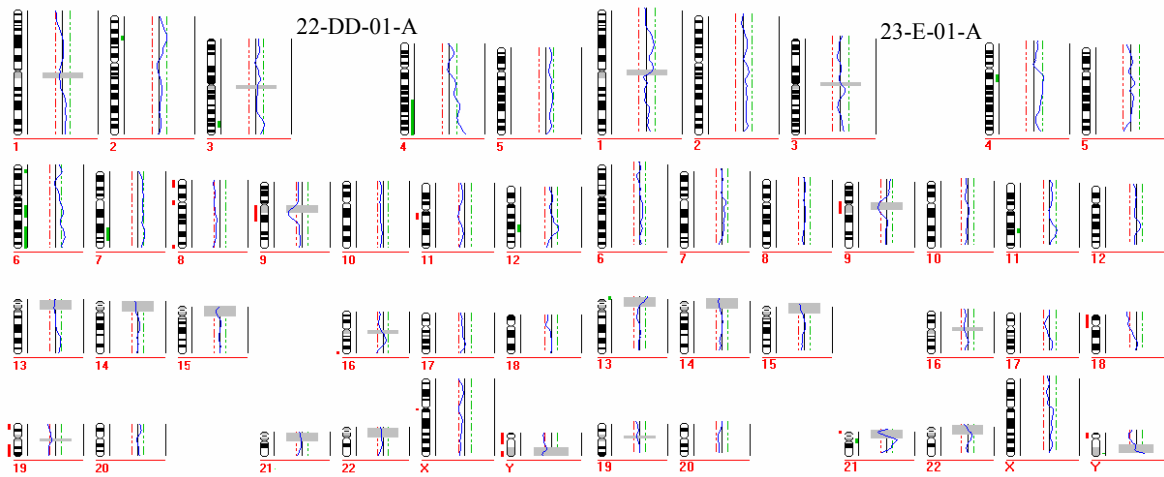 22-DD-01-A
23-E-01-A
1 2 3 4 5 1 2 3 4 5
6 7 8 9 10 11 12 6 7 8 9 10 11 12
13 14 15 16 17 18 13 14 15 16 17 18
19 20 21 22 X Y 19 20 21 22 X Y